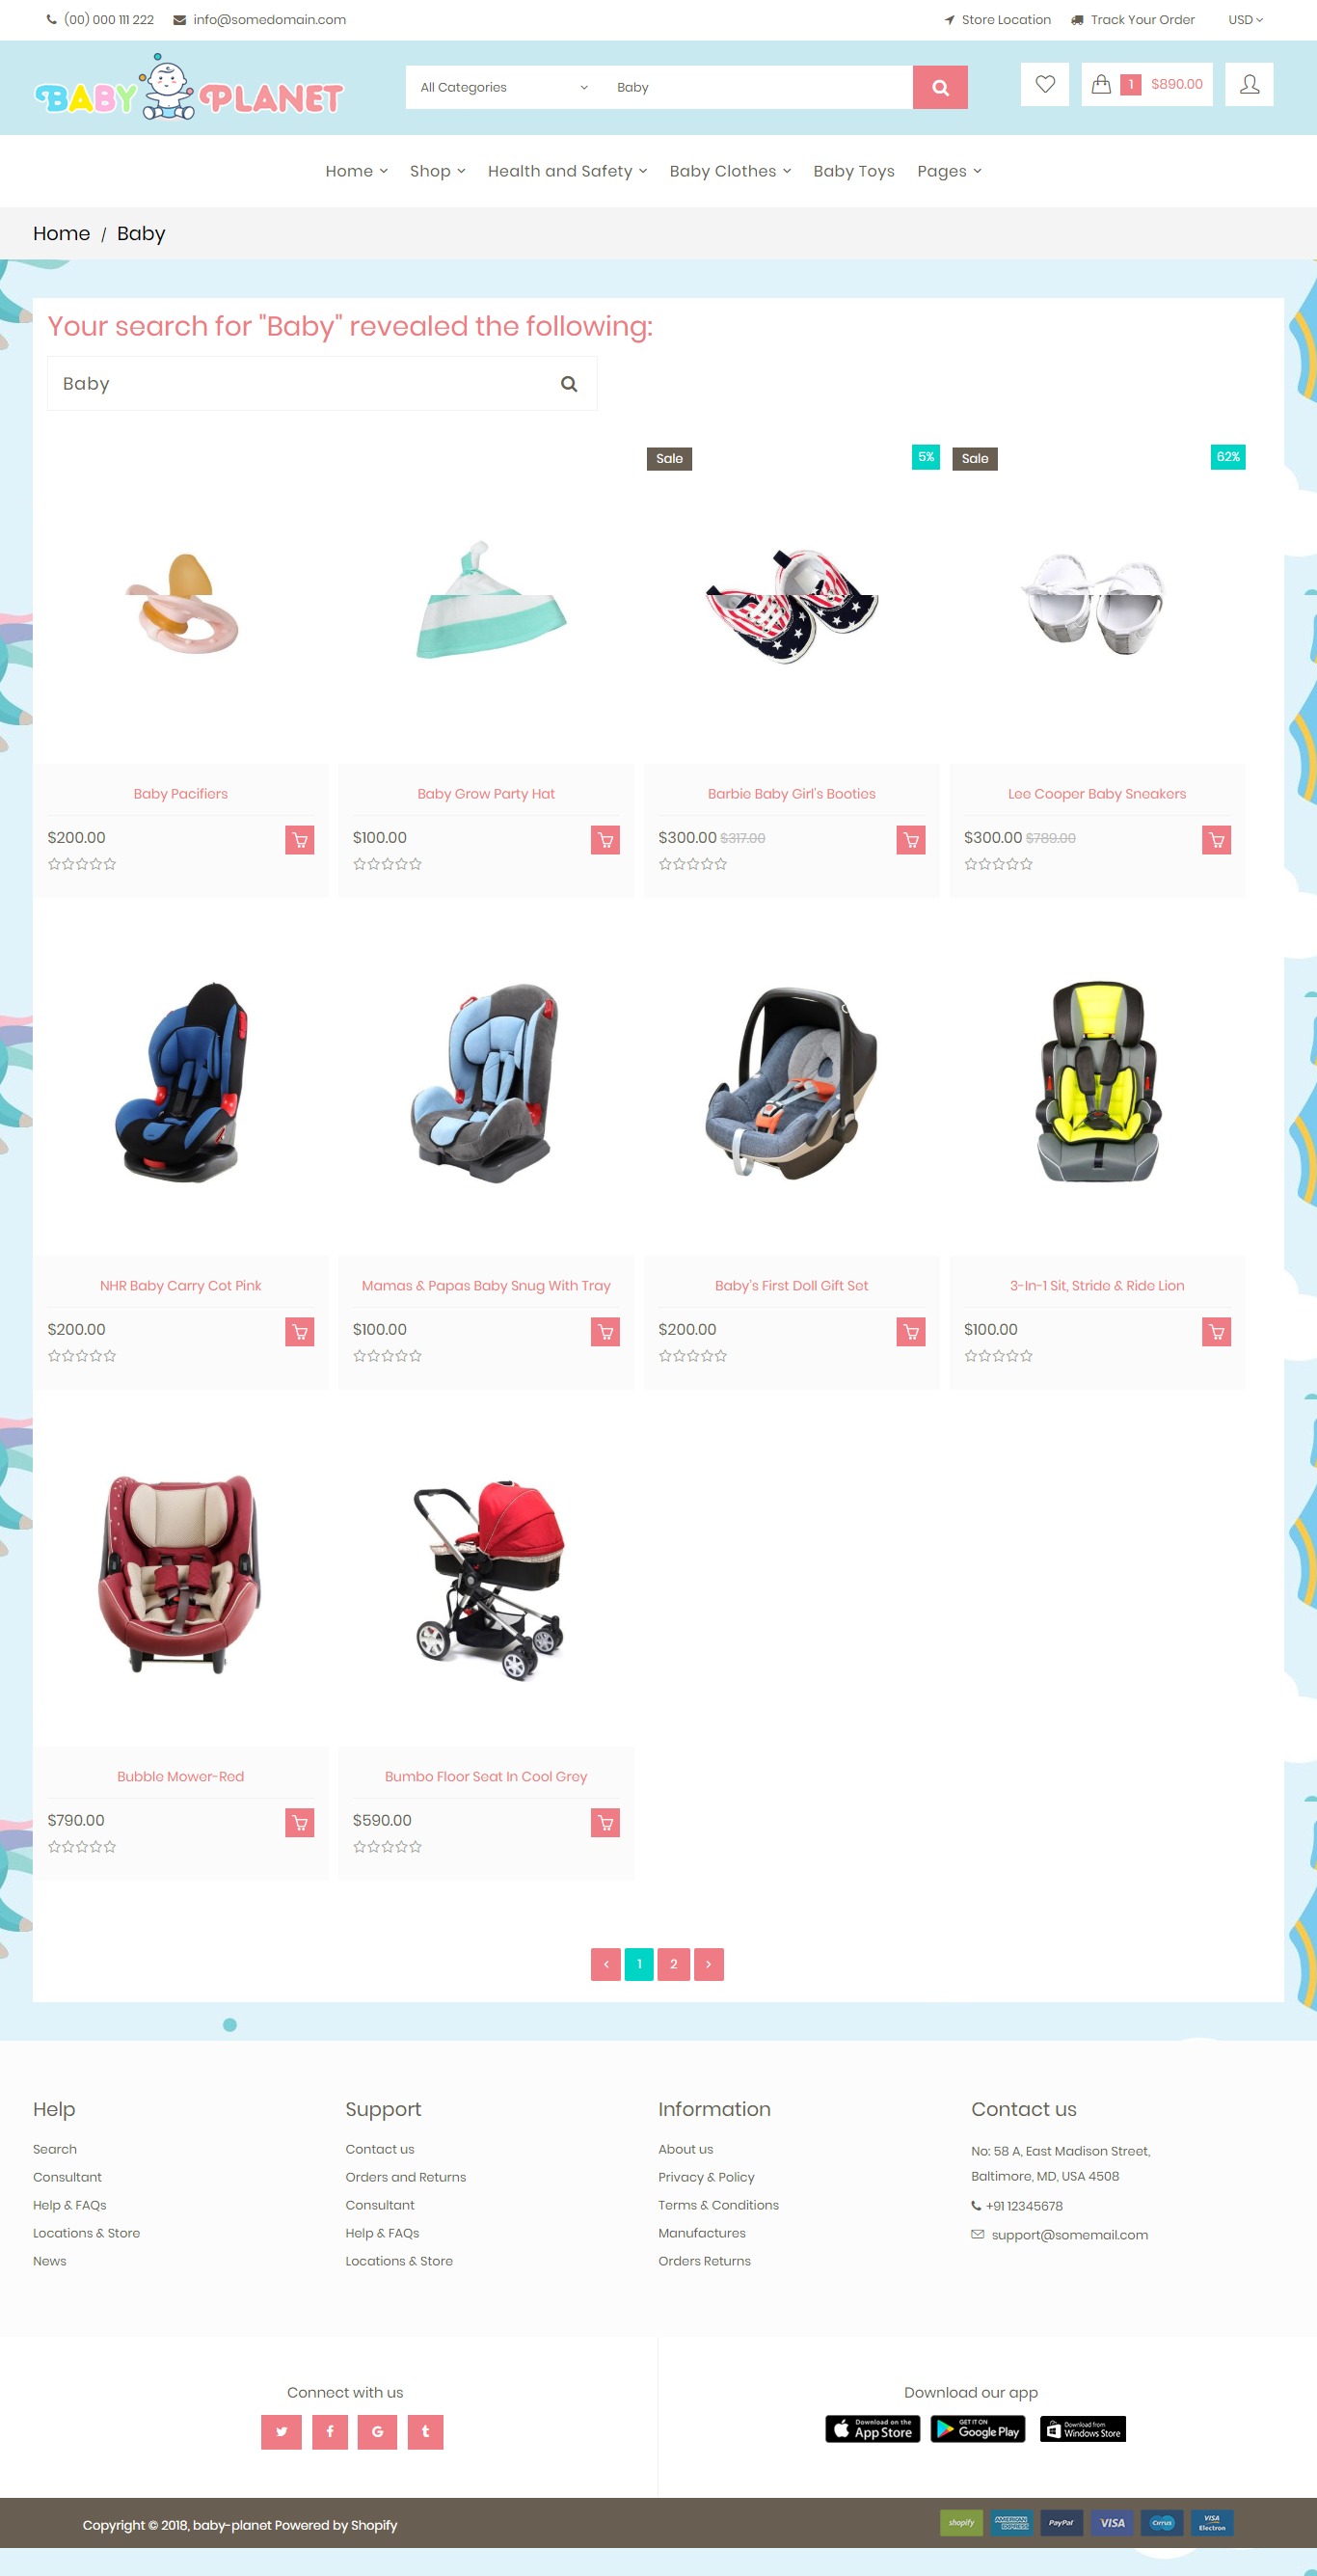 (00) 000 111 222 info@somedomain.com Store Location Track Your Order USD
BABY PLANET
All Categories Baby 1 $890.00
Home Shop Health and Safety Baby Clothes Baby Toys Pages
Home / Baby
Your search for "Baby" revealed the following:
Baby
Sale 5% Sale 62%
Baby Pacifiers Baby Grow Party Hat Barbie Baby Girl's Booties Lee Cooper Baby Sneakers
$200.00 $100.00 $300.00 $317.00 $300.00 $789.00
NHR Baby Carry Cot Pink Mamas & Papas Baby Snug With Tray Baby's First Doll Gift Set 3-In-1 Sit, Stride & Ride Lion
$200.00 $100.00 $200.00 $100.00
Bubble Mower-Red Bumbo Floor Seat In Cool Grey
$790.00 $590.00
1 2
Help Support Information Contact us
Search Contact us About us No: 58 A, East Madison Street,
Consultant Orders and Returns Privacy & Policy Baltimore, MD, USA 4508
Help & FAQs Consultant Terms & Conditions +91 12345678
Locations & Store Help & FAQs Manufactures support@somemail.com
News Locations & Store Orders Returns
Connect with us Download our app
Download on the App Store GET IT ON Google Play Download from Windows Store
Copyright © 2018, baby-planet Powered by Shopify shopify AMERICAN EXPRESS PayPal VISA Cirrus VISA Electron